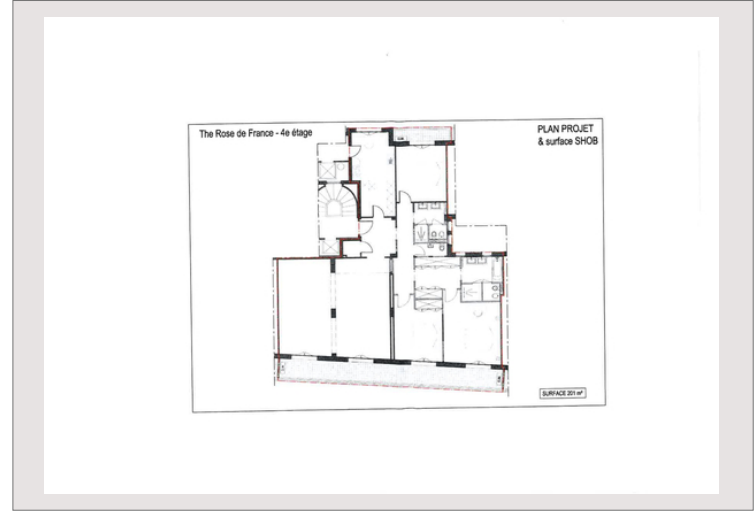 The Rose de France - 4e étage
PLAN PROJET
& surface SHOB
SURFACE 201 m²